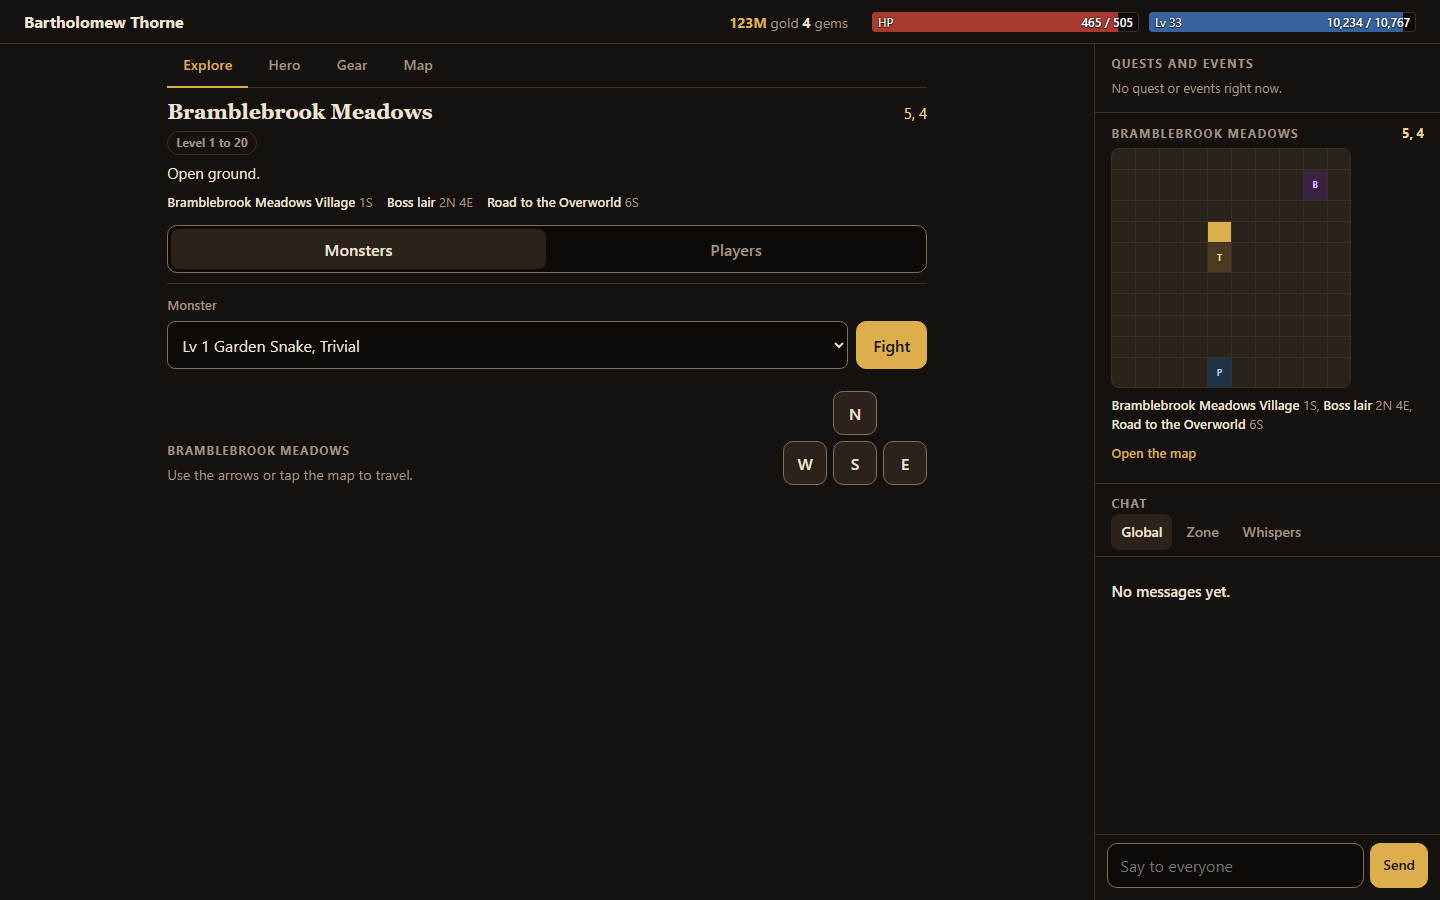 Bartholomew Thorne
123M gold 4 gems
HP 465 / 505
Lv 33 10,234 / 10,767
Explore Hero Gear Map
Bramblebrook Meadows 5, 4
Level 1 to 20
Open ground.
Bramblebrook Meadows Village 1S Boss lair 2N 4E Road to the Overworld 6S
Monsters Players
Monster
Lv 1 Garden Snake, Trivial Fight
N
W S E
BRAMBLEBROOK MEADOWS
Use the arrows or tap the map to travel.
QUESTS AND EVENTS
No quest or events right now.
BRAMBLEBROOK MEADOWS 5, 4
B
T
P
Bramblebrook Meadows Village 1S, Boss lair 2N 4E,
Road to the Overworld 6S
Open the map
CHAT
Global Zone Whispers
No messages yet.
Say to everyone Send